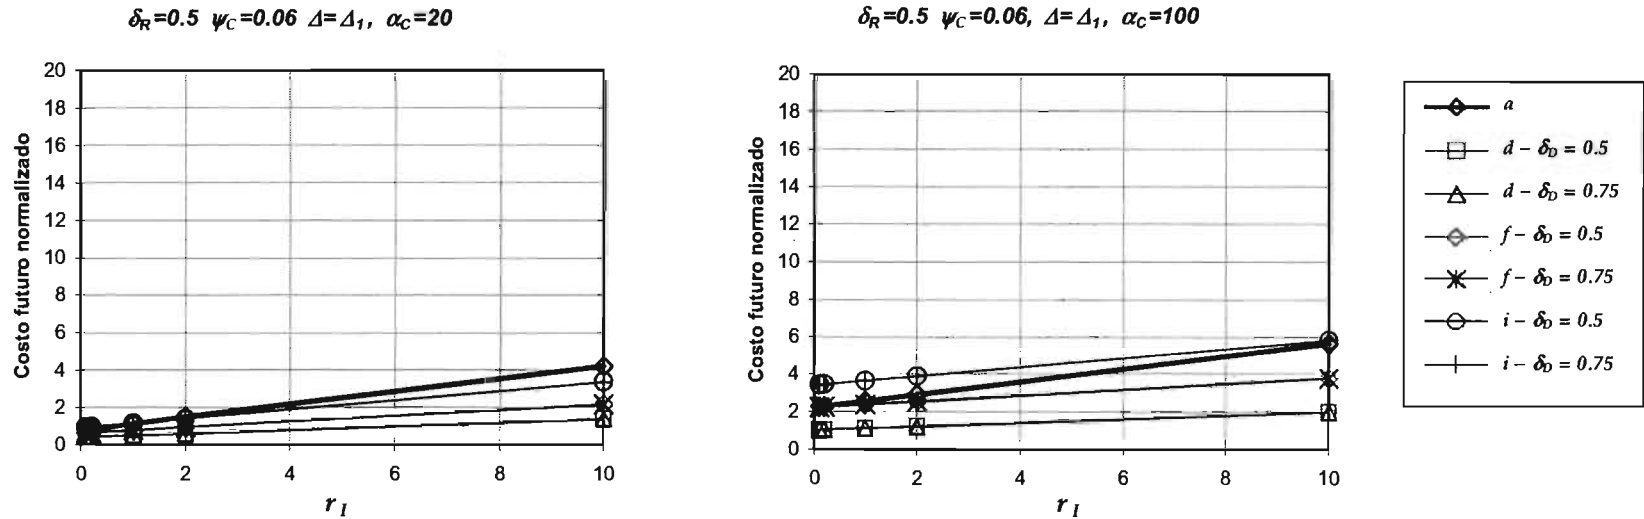 δR=0.5 ψC=0.06 Δ=Δ1, αC=20
20
18
16
14
12
10
8
6
4
2
0
Costo futuro normalizado
0 2 4 6 8 10
r I
δR=0.5 ψC=0.06, Δ=Δ1, αC=100
20
18
16
14
12
10
8
6
4
2
0
Costo futuro normalizado
0 2 4 6 8 10
r I
a
d – δD = 0.5
d – δD = 0.75
f – δD = 0.5
f – δD = 0.75
i – δD = 0.5
i – δD = 0.75